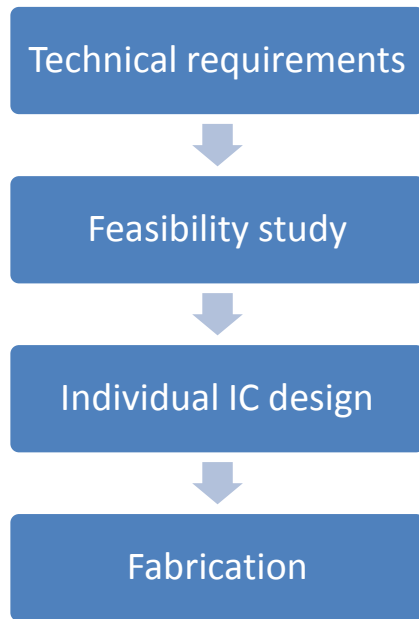 Technical requirements
Feasibility study
Individual IC design
Fabrication